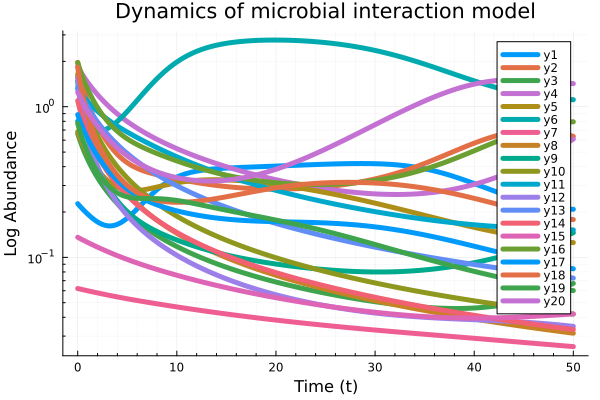 Dynamics of microbial interaction model
Log Abundance
10⁰
10⁻¹
0 10 20 30 40 50
Time (t)
y1
y2
y3
y4
y5
y6
y7
y8
y9
y10
y11
y12
y13
y14
y15
y16
y17
y18
y19
y20